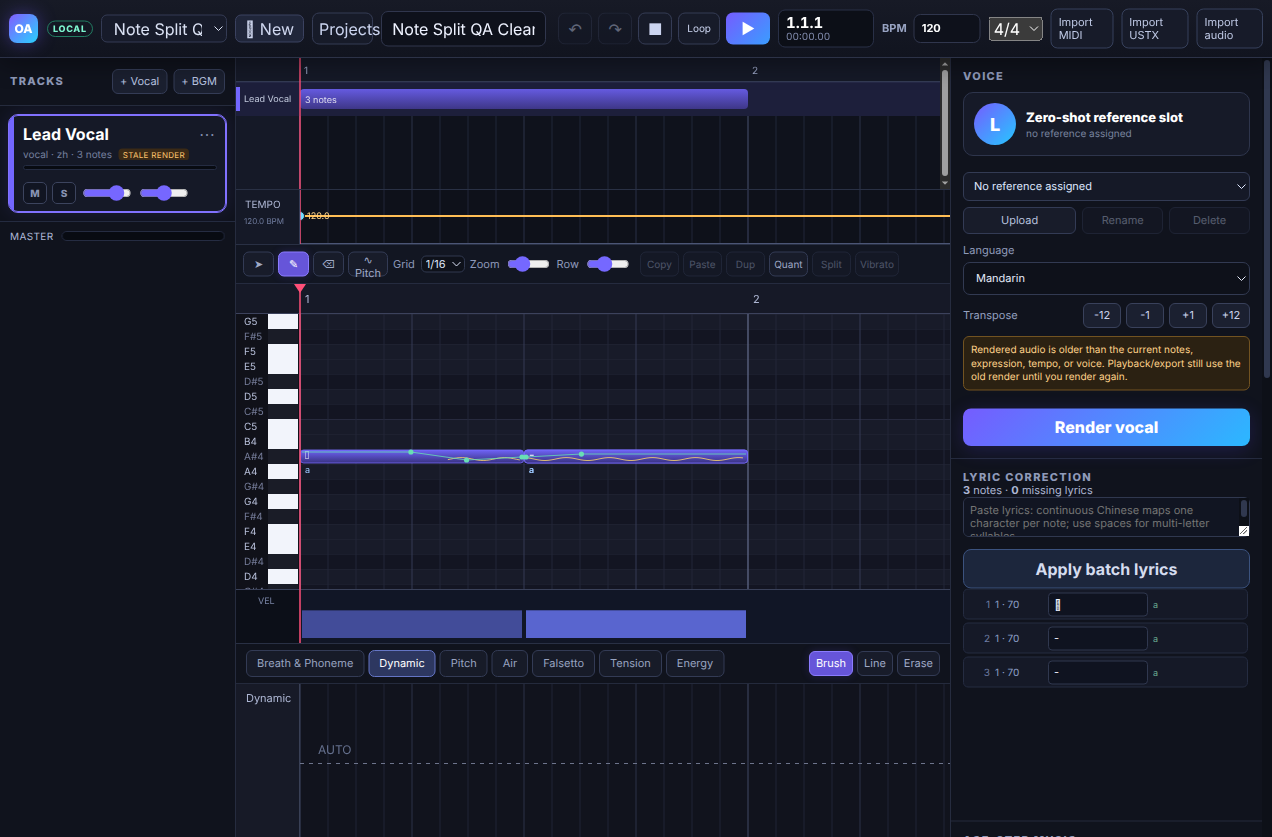 OA
LOCAL
Note Split Q
New
Projects
Note Split QA Clear
Loop
1.1.1
00:00.00
BPM
120
4/4
Import MIDI
Import USTX
Import audio
TRACKS
+ Vocal
+ BGM
Lead Vocal
...
vocal · zh · 3 notes
STALE RENDER
M
S
MASTER
1
2
Lead Vocal
3 notes
TEMPO
120.0 BPM
120.0
Pitch
Grid
1/16
Zoom
Row
Copy
Paste
Dup
Quant
Split
Vibrato
1
2
G5
F#5
F5
E5
D#5
D5
C#5
C5
B4
A#4
A4
G#4
G4
F#4
F4
E4
D#4
D4
-
a
a
VEL
Breath & Phoneme
Dynamic
Pitch
Air
Falsetto
Tension
Energy
Brush
Line
Erase
Dynamic
AUTO
VOICE
L
Zero-shot reference slot
no reference assigned
No reference assigned
Upload
Rename
Delete
Language
Mandarin
Transpose
-12
-1
+1
+12
Rendered audio is older than the current notes,
expression, tempo, or voice. Playback/export still use the
old render until you render again.
Render vocal
LYRIC CORRECTION
3 notes · 0 missing lyrics
Paste lyrics: continuous Chinese maps one
character per note; use spaces for multi-letter
syllables
Apply batch lyrics
1 1 · 70
a
2 1 · 70 - a
3 1 · 70 - a